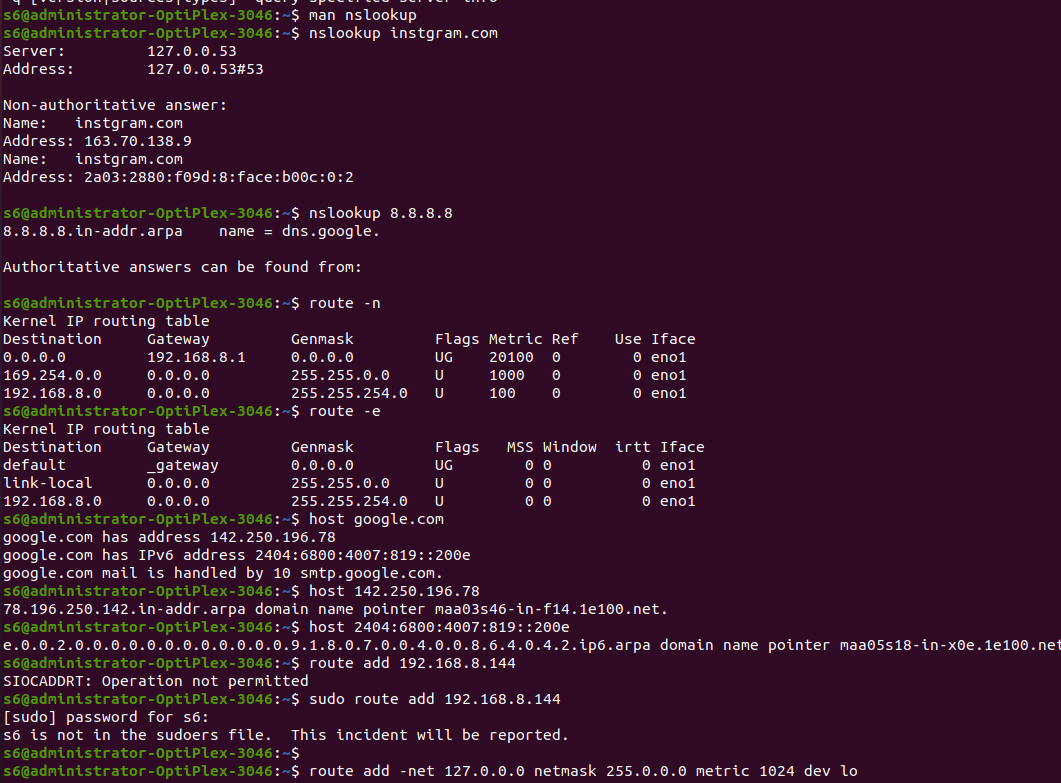 s6@administrator-OptiPlex-3046:~$ man nslookup
s6@administrator-OptiPlex-3046:~$ nslookup instgram.com
Server:         127.0.0.53
Address:        127.0.0.53#53
Non-authoritative answer:
Name:   instgram.com
Address: 163.70.138.9
Name:   instgram.com
Address: 2a03:2880:f09d:8:face:b00c:0:2
s6@administrator-OptiPlex-3046:~$ nslookup 8.8.8.8
8.8.8.8.in-addr.arpa    name = dns.google.
Authoritative answers can be found from:
s6@administrator-OptiPlex-3046:~$ route -n
Kernel IP routing table
Destination     Gateway         Genmask         Flags Metric Ref    Use Iface
0.0.0.0         192.168.8.1     0.0.0.0         UG    20100  0        0 eno1
169.254.0.0     0.0.0.0         255.255.0.0     U     1000   0        0 eno1
192.168.8.0     0.0.0.0         255.255.254.0   U     100    0        0 eno1
s6@administrator-OptiPlex-3046:~$ route -e
Kernel IP routing table
Destination     Gateway         Genmask         Flags   MSS Window  irtt Iface
default         _gateway        0.0.0.0         UG        0 0          0 eno1
link-local      0.0.0.0         255.255.0.0     U         0 0          0 eno1
192.168.8.0     0.0.0.0         255.255.254.0   U         0 0          0 eno1
s6@administrator-OptiPlex-3046:~$ host google.com
google.com has address 142.250.196.78
google.com has IPv6 address 2404:6800:4007:819::200e
google.com mail is handled by 10 smtp.google.com.
s6@administrator-OptiPlex-3046:~$ host 142.250.196.78
78.196.250.142.in-addr.arpa domain name pointer maa03s46-in-f14.1e100.net.
s6@administrator-OptiPlex-3046:~$ host 2404:6800:4007:819::200e
e.0.0.2.0.0.0.0.0.0.0.0.0.0.0.0.9.1.8.0.7.0.0.4.0.0.8.6.4.0.4.2.ip6.arpa domain name pointer maa05s18-in-x0e.1e100.net
s6@administrator-OptiPlex-3046:~$ route add 192.168.8.144
SIOCADDRT: Operation not permitted
s6@administrator-OptiPlex-3046:~$ sudo route add 192.168.8.144
[sudo] password for s6:
s6 is not in the sudoers file.  This incident will be reported.
s6@administrator-OptiPlex-3046:~$
s6@administrator-OptiPlex-3046:~$ route add -net 127.0.0.0 netmask 255.0.0.0 metric 1024 dev lo